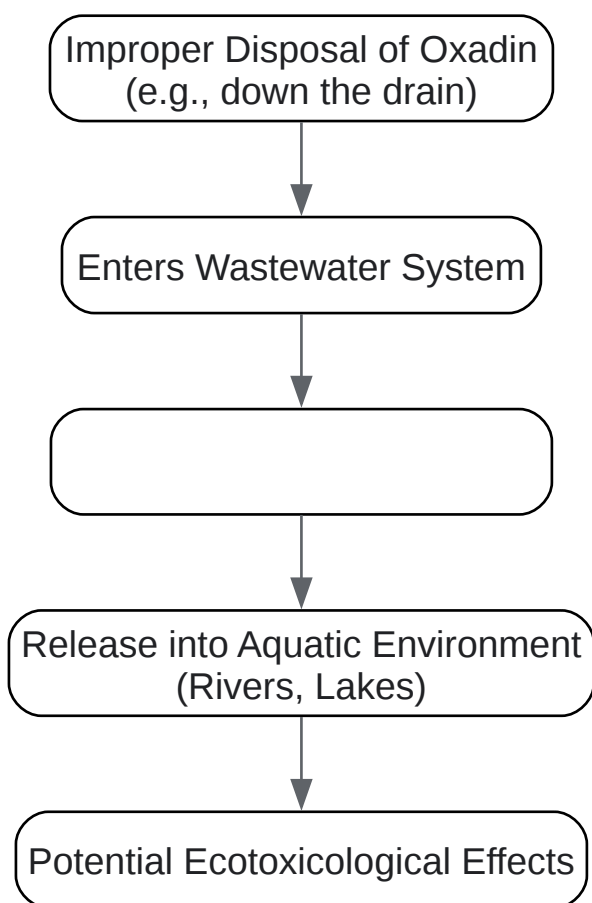 Improper Disposal of Oxadin
(e.g., down the drain)
Enters Wastewater System
Release into Aquatic Environment
(Rivers, Lakes)
Potential Ecotoxicological Effects